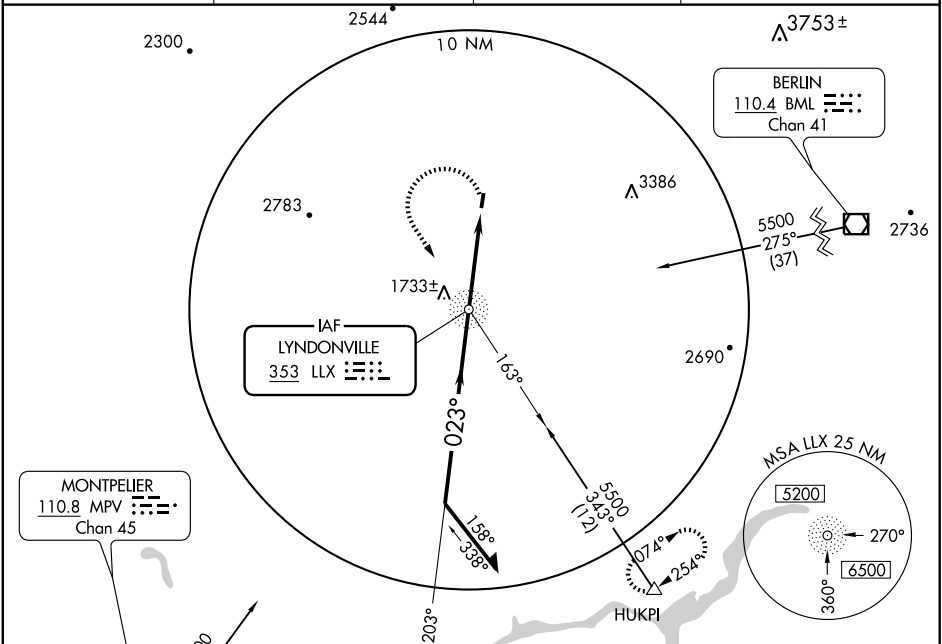 2544
3753±
2300
10 NM
BERLIN
110.4 BML
Chan 41
3386
2783
5500
275°
(37)
2736
1733±
IAF
LYNDONVILLE
353 LLX
2690
163°
023°
MSA LLX 25 NM
5200
270°
6500
360°
MONTPELIER
110.8 MPV
Chan 45
5500
343°
(12)
158°
338°
074°
254°
HUKPI
203°